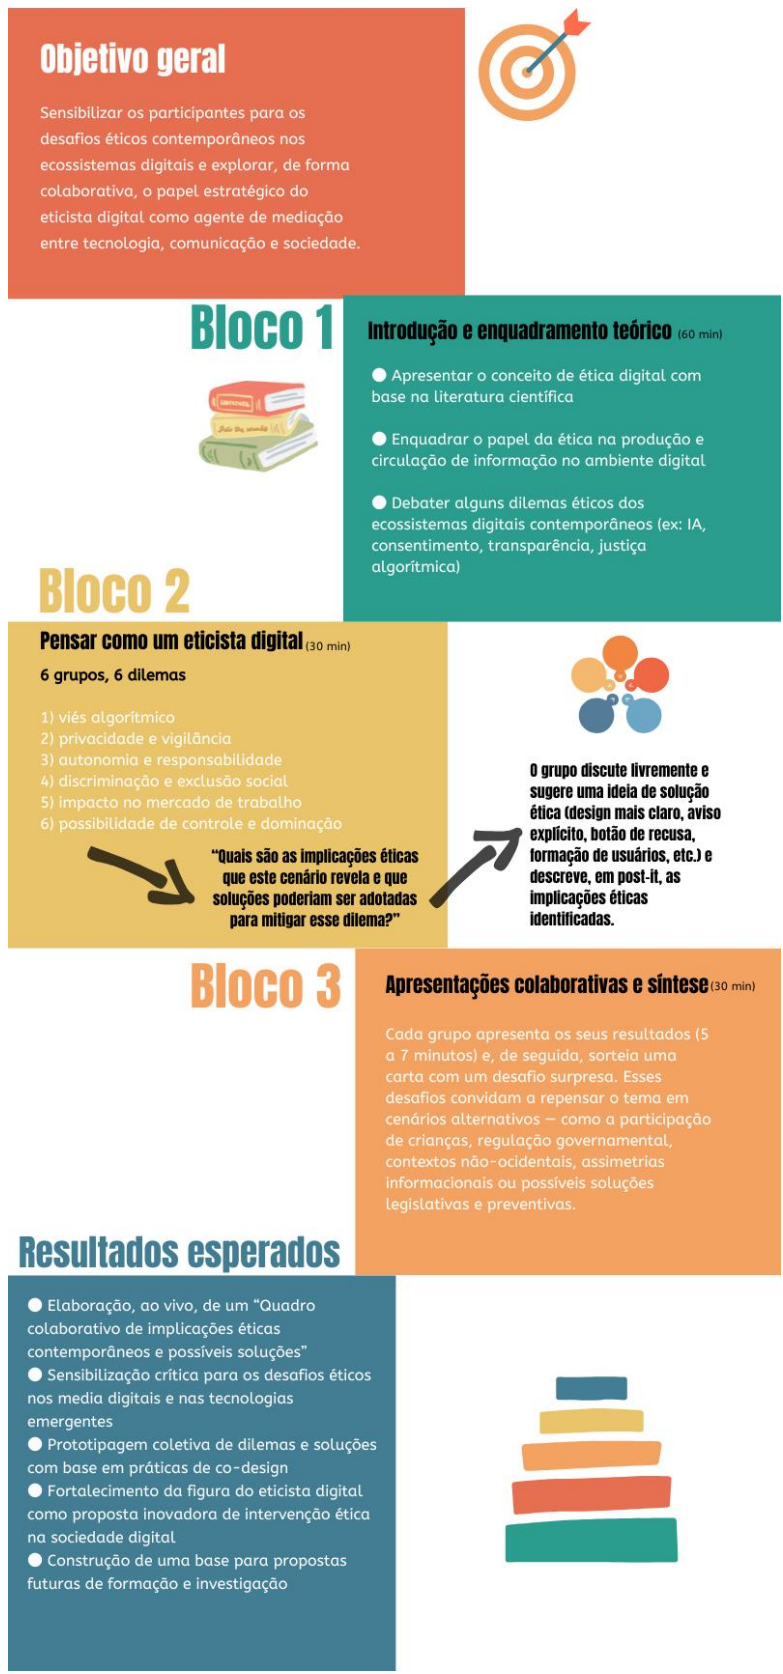 Objetivo geral
Sensibilizar os participantes para os
desafios éticos contemporâneos nos
ecossistemas digitais e explorar, de forma
colaborativa, o papel estratégico do
eticista digital como agente de mediação
entre tecnologia, comunicação e sociedade.
Bloco 1
Introdução e enquadramento teórico (60 min)
● Apresentar o conceito de ética digital com
base na literatura científica
● Enquadrar o papel da ética na produção e
circulação de informação no ambiente digital
● Debater alguns dilemas éticos dos
ecossistemas digitais contemporâneos (ex: IA,
consentimento, transparência, justiça
algorítmica)
Bloco 2
Pensar como um eticista digital (30 min)
6 grupos, 6 dilemas
1) viés algorítmico
2) privacidade e vigilância
3) autonomia e responsabilidade
4) discriminação e exclusão social
5) impacto no mercado de trabalho
6) possibilidade de controle e dominação
“Quais são as implicações éticas
que este cenário revela e que
soluções poderiam ser adotadas
para mitigar esse dilema?”
O grupo discute livremente e
sugere uma ideia de solução
ética (design mais claro, aviso
explícito, botão de recusa,
formação de usuários, etc.) e
descreve, em post-it, as
implicações éticas
identificadas.
Bloco 3
Apresentações colaborativas e síntese (30 min)
Cada grupo apresenta os seus resultados (5
a 7 minutos) e, de seguida, sorteia uma
carta com um desafio surpresa. Esses
desafios convidam a repensar o tema em
cenários alternativos — como a participação
de crianças, regulação governamental,
contextos não-ocidentais, assimetrias
informacionais ou possíveis soluções
legislativas e preventivas.
Resultados esperados
● Elaboração, ao vivo, de um “Quadro
colaborativo de implicações éticas
contemporâneos e possíveis soluções”
● Sensibilização crítica para os desafios éticos
nos media digitais e nas tecnologias
emergentes
● Prototipagem coletiva de dilemas e soluções
com base em práticas de co-design
● Fortalecimento da figura do eticista digital
como proposta inovadora de intervenção ética
na sociedade digital
● Construção de uma base para propostas
futuras de formação e investigação